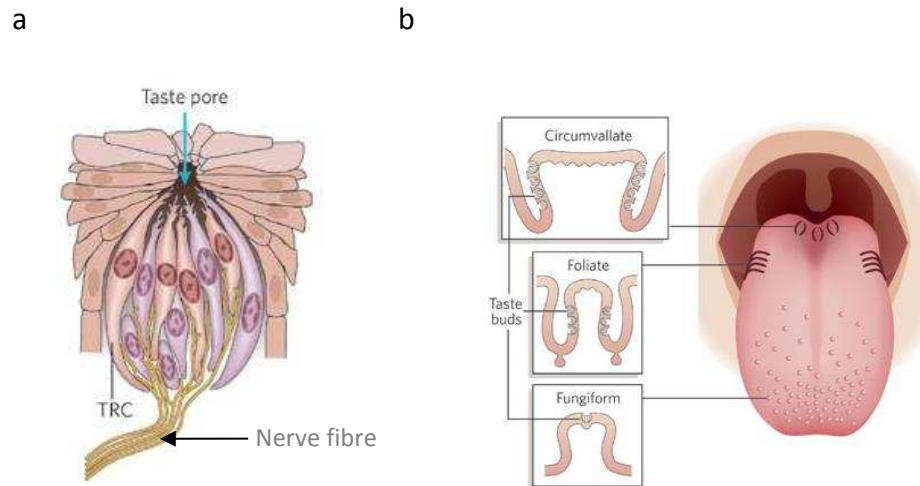 a
b
Taste pore
TRC
Nerve fibre
Circumvallate
Foliate
Taste
buds
Fungiform